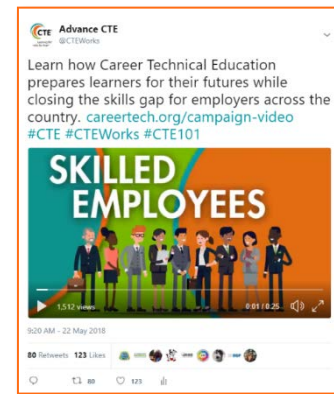 CTE Advance CTE
@CTEWorks
Learn how Career Technical Education
prepares learners for their futures while
closing the skills gap for employers across the
country. careertech.org/campaign-video
#CTE #CTEWorks #CTE101
SKILLED
EMPLOYEES
1,512 views 0:01 / 0:25
9:20 AM - 22 May 2018
80 Retweets 123 Likes
80 123